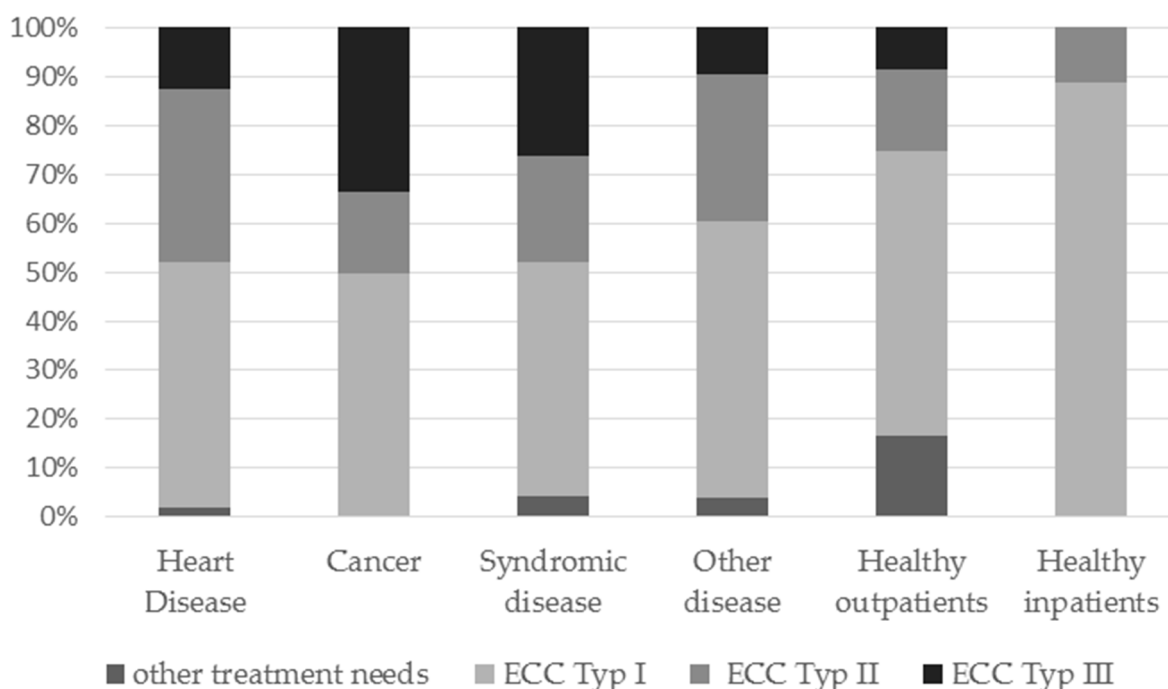 100%
90%
80%
70%
60%
50%
40%
30%
20%
10%
0%
Heart
Disease
Cancer
Syndromic
disease
Other
disease
Healthy
outpatients
Healthy
inpatients
other treatment needs
ECC Typ I
ECC Typ II
ECC Typ III